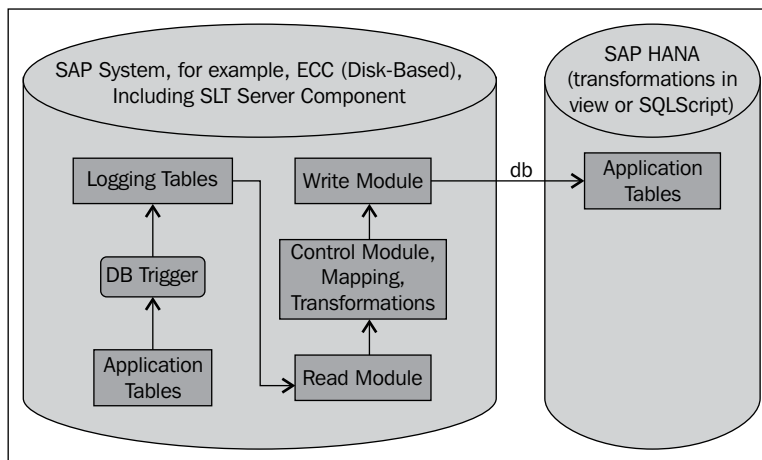 SAP System, for example, ECC (Disk-Based),
Including SLT Server Component
SAP HANA
(transformations in
view or SQLScript)
Logging Tables
Write Module
db
Application
Tables
DB Trigger
Control Module,
Mapping,
Transformations
Application
Tables
Read Module